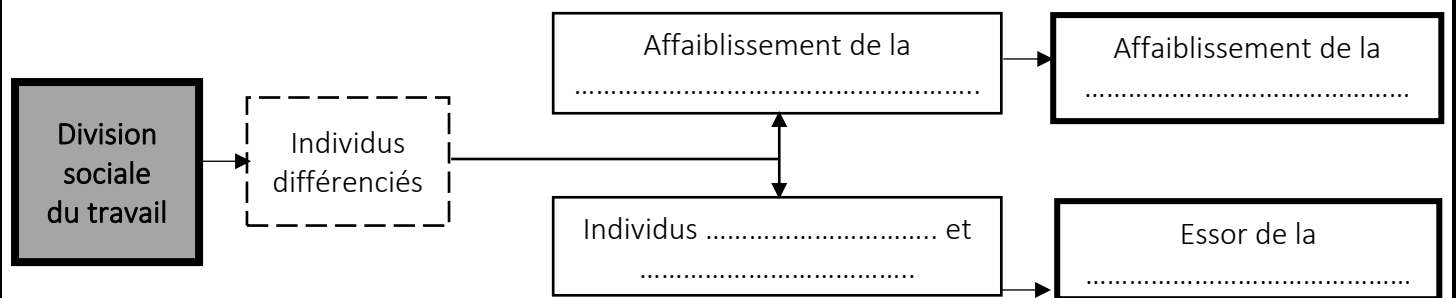 Division
sociale
du travail
Individus
différenciés
Affaiblissement de la
………………………………………………..
Affaiblissement de la
………………………………………
Individus ………………………….. et
………………………………..
Essor de la
………………………………………